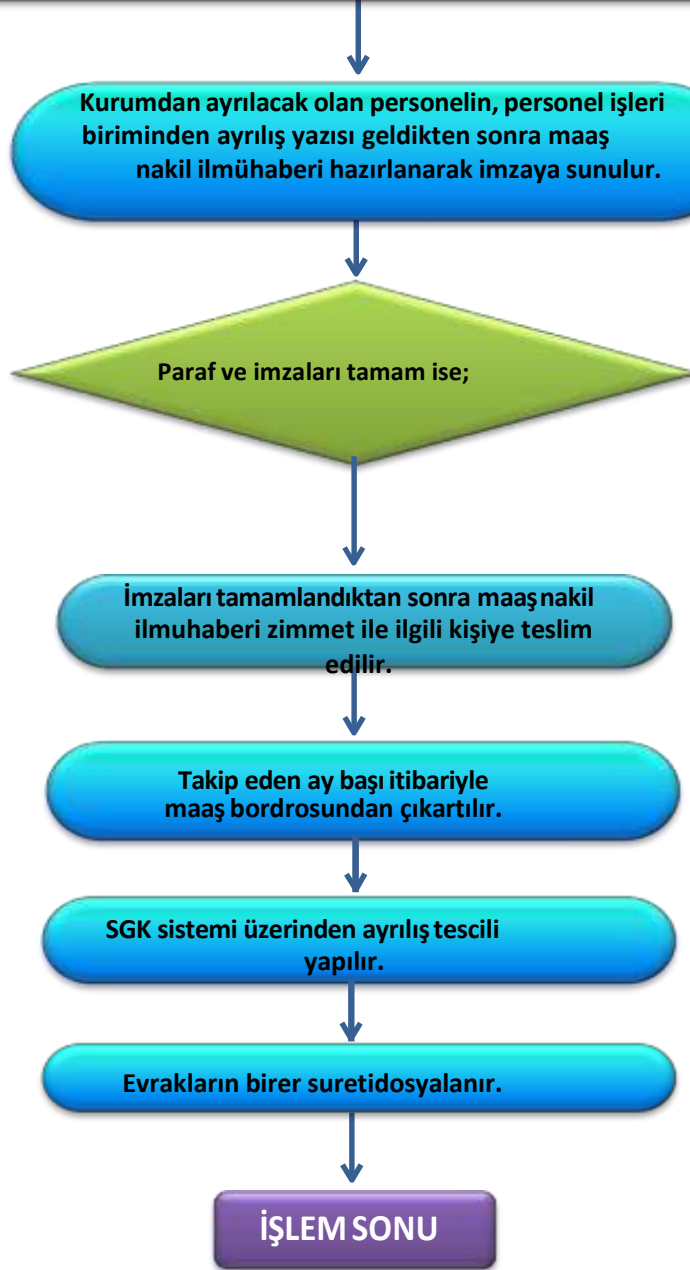 Kurumdan ayrılacak olan personelin, personel işleri
biriminden ayrılış yazısı geldikten sonra maaş
nakil ilmühaberi hazırlanarak imzaya sunulur.
Paraf ve imzaları tamam ise;
İmzaları tamamlandıktan sonra maaş nakil
ilmuhaberi zimmet ile ilgili kişiye teslim
edilir.
Takip eden ay başı itibariyle
maaş bordrosundan çıkartılır.
SGK sistemi üzerinden ayrılış tescili
yapılır.
Evrakların birer suretidosyalanır.
İŞLEM SONU